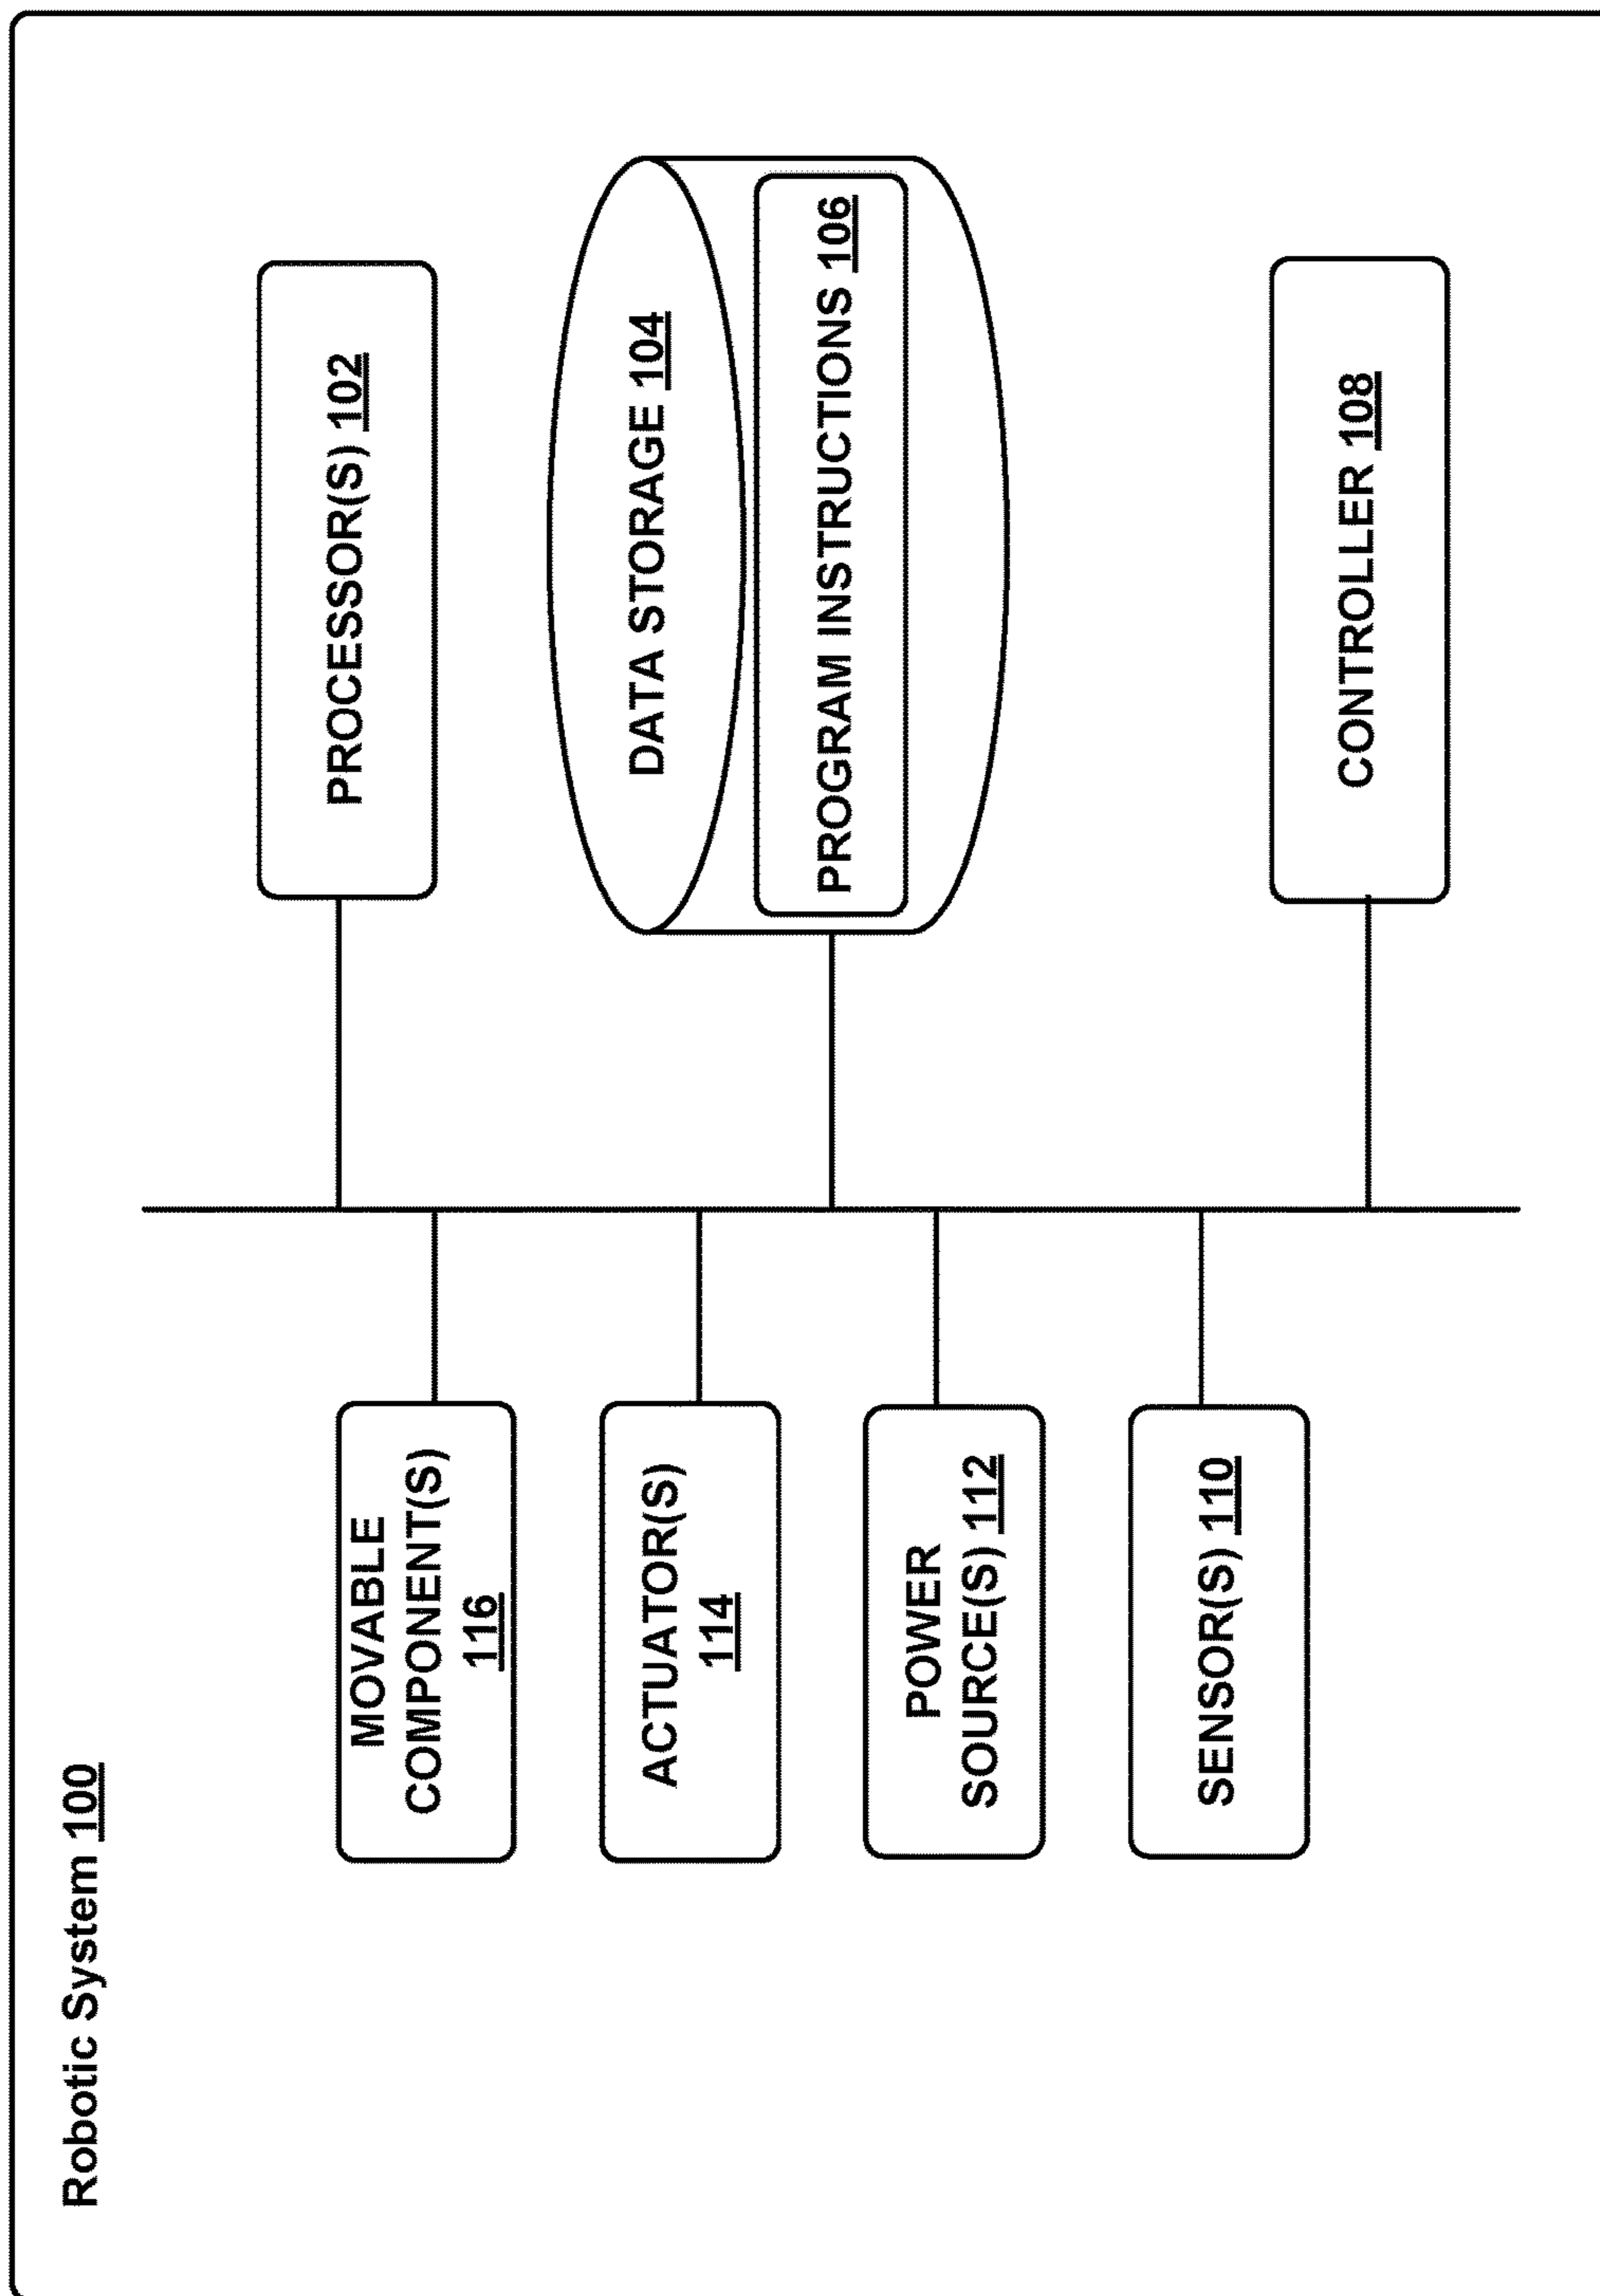 Robotic System 100
PROCESSOR(S) 102
DATA STORAGE 104
PROGRAM INSTRUCTIONS 106
CONTROLLER 108
MOVABLE
COMPONENT(S)
116
ACTUATOR(S)
114
POWER
SOURCE(S) 112
SENSOR(S) 110